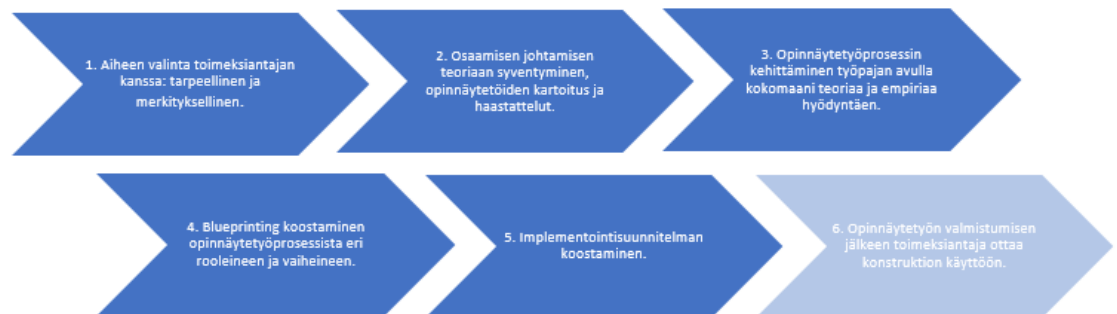 1. Aiheen valinta toimeksiantajan
kanssa: tarpeellinen ja
merkityksellinen.
2. Osaamisen johtamisen
teoriaan syventyminen,
opinnäytetöiden kartoitus ja
haastattelut.
3. Opinnäytetyöprosessin
kehittäminen työpajan avulla
kokomaani teoriaa ja empiriaa
hyödyntäen.
4. Blueprinting koostaminen
opinnäytetyöprosessista eri
rooleineen ja vaiheineen.
5. Implementointisuunnitelman
koostaminen.
6. Opinnäytetyön valmistumisen
jälkeen toimeksiantaja ottaa
konstruktion käyttöön.